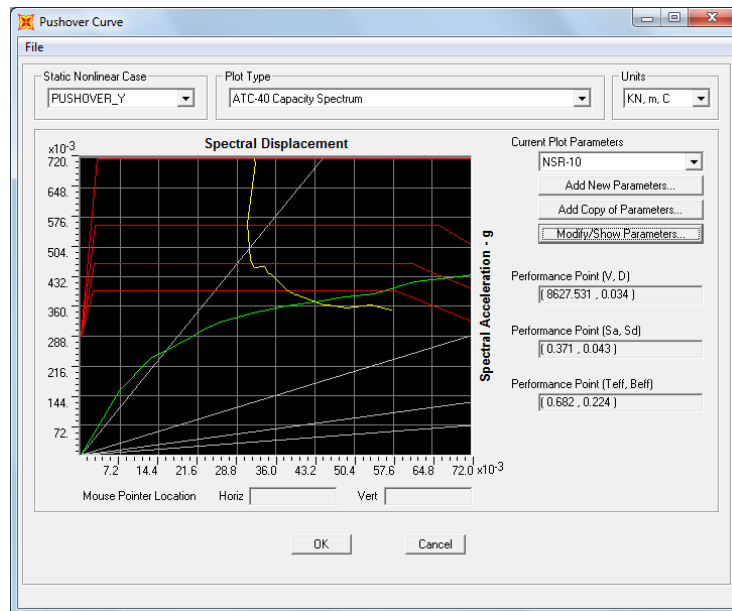 Pushover Curve
File
Static Nonlinear Case
PUSHOVER_Y
Plot Type
ATC-40 Capacity Spectrum
Units
KN, m, C
Spectral Displacement
x10-3
720.
648.
576.
504.
432.
360.
288.
216.
144.
72.
7.2 14.4 21.6 28.8 36.0 43.2 50.4 57.6 64.8 72.0 x10-3
Spectral Acceleration - g
Mouse Pointer Location Horiz Vert
Current Plot Parameters
NSR-10
Add New Parameters...
Add Copy of Parameters...
Modify/Show Parameters...
Performance Point (V, D)
( 8627.531 , 0.034 )
Performance Point (Sa, Sd)
( 0.371 , 0.043 )
Performance Point (Teff, Beff)
( 0.682 , 0.224 )
OK
Cancel